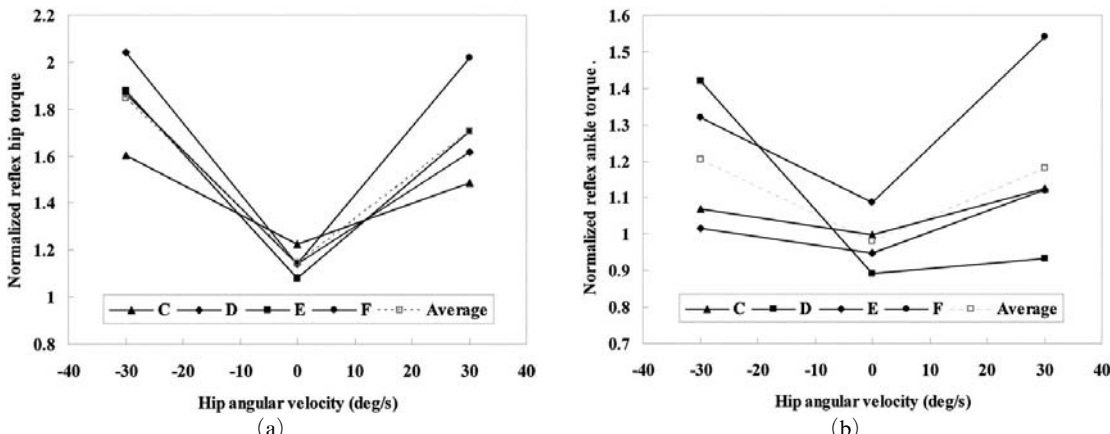 2.2
2
1.8
1.6
1.4
1.2
1
0.8
Normalized reflex hip torque
C D E F Average
-40 -30 -20 -10 0 10 20 30 40
Hip angular velocity (deg/s)
(a)
1.6
1.5
1.4
1.3
1.2
1.1
1
0.9
0.8
0.7
Normalized reflex ankle torque .
C D E F Average
-40 -30 -20 -10 0 10 20 30 40
Hip angular velocity (deg/s)
(b)